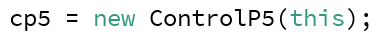 cp5 = new ControlP5(this);